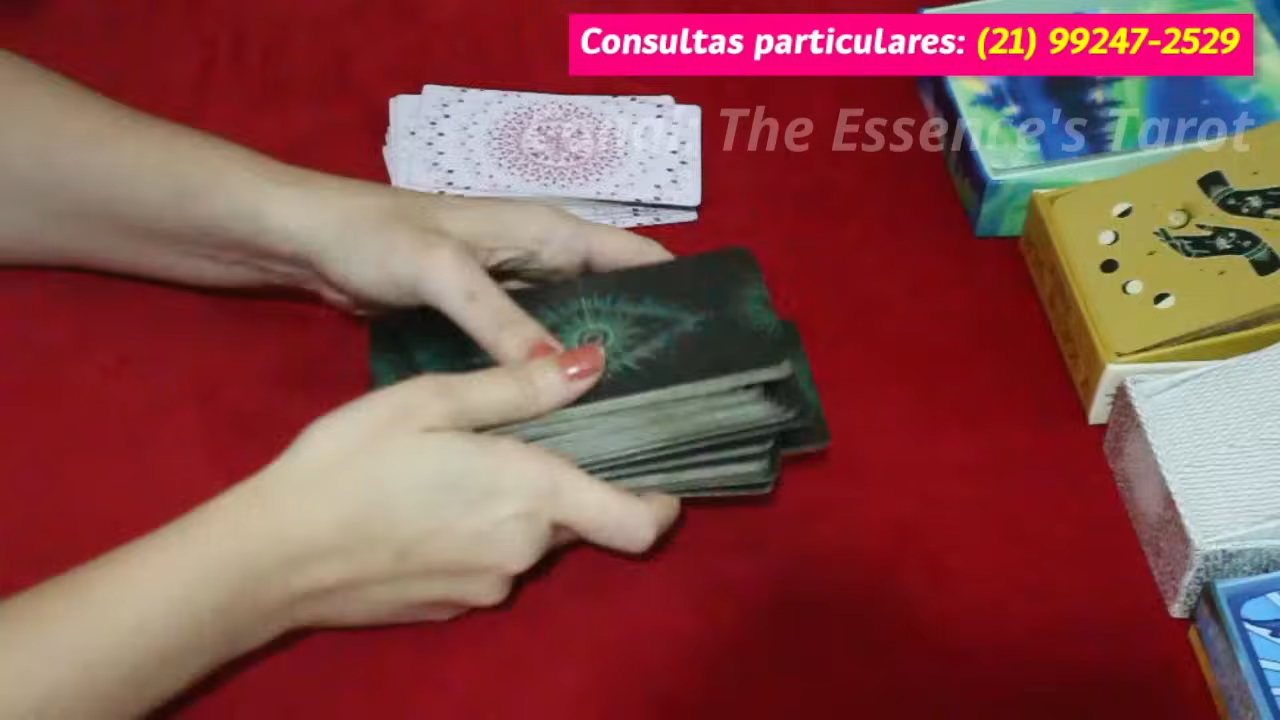 Consultas particulares: (21) 99247-2529
The Essence's Tarot